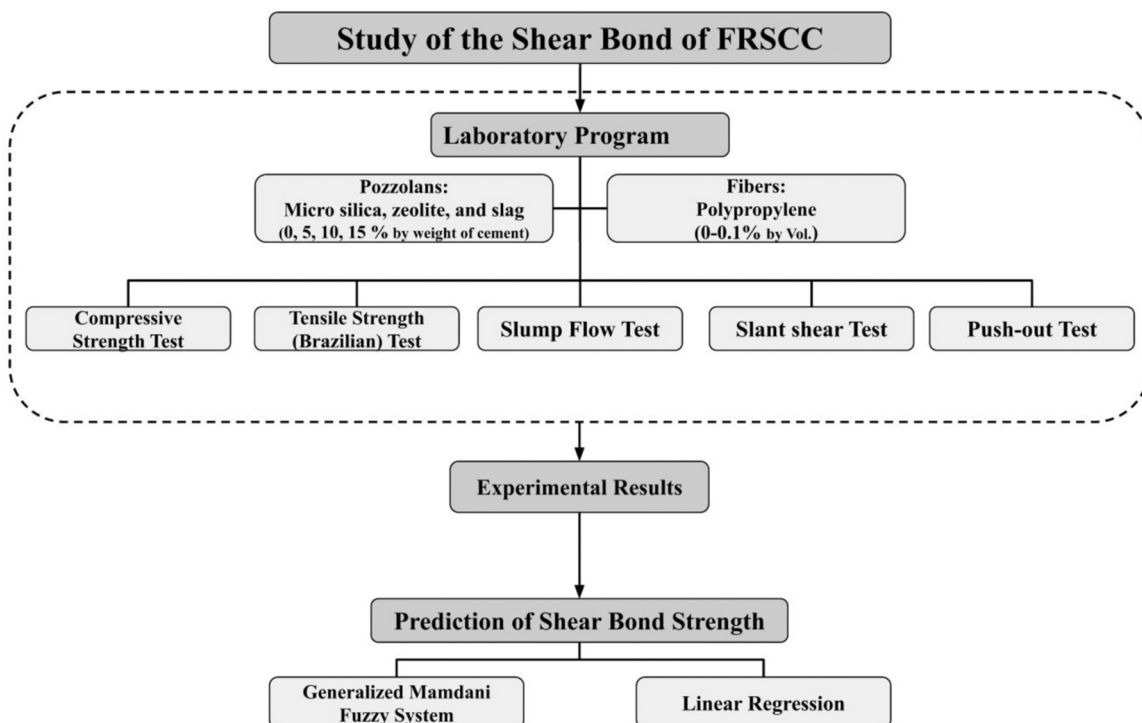 Study of the Shear Bond of FRSCC
Laboratory Program
Pozzolans:
Micro silica, zeolite, and slag
(0, 5, 10, 15 % by weight of cement)
Fibers:
Polypropylene
(0-0.1% by Vol.)
Compressive
Strength Test
Tensile Strength
(Brazilian) Test
Slump Flow Test
Slant shear Test
Push-out Test
Experimental Results
Prediction of Shear Bond Strength
Generalized Mamdani
Fuzzy System
Linear Regression